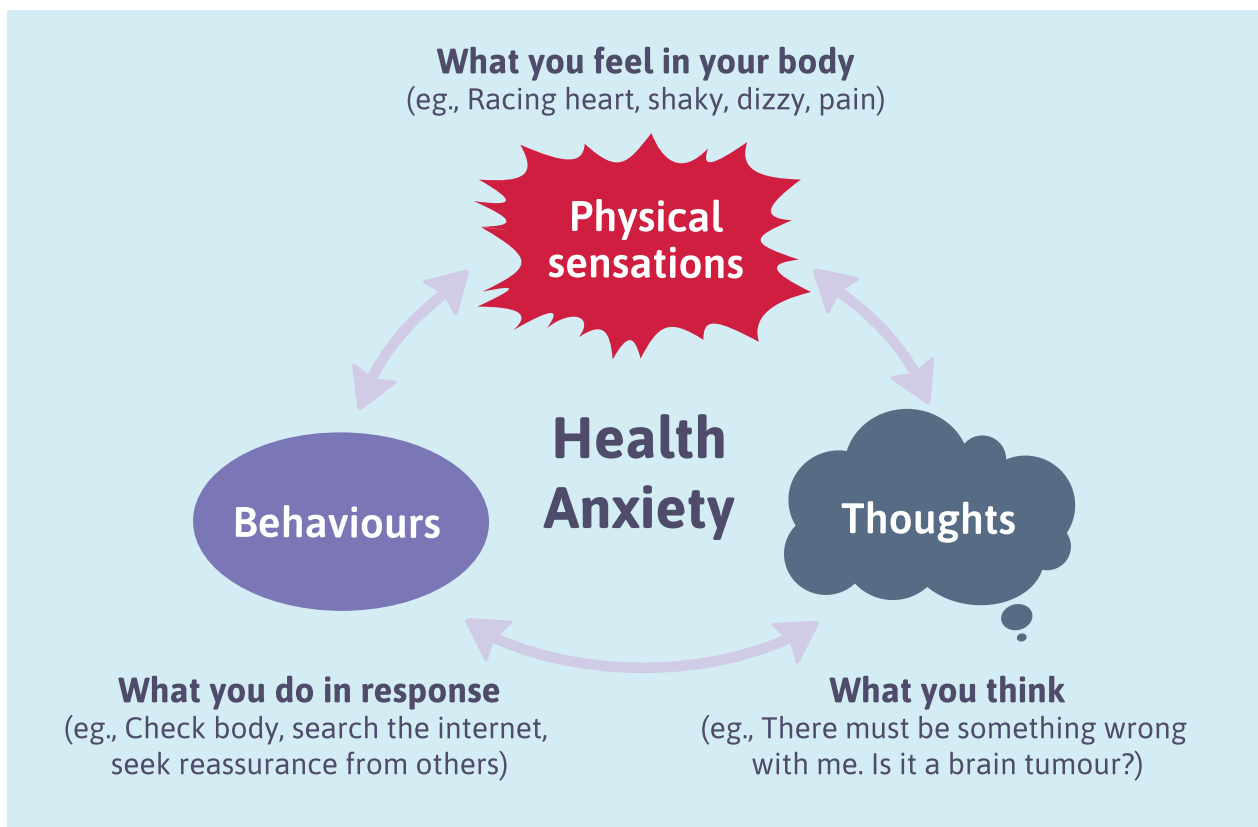 What you feel in your body
(eg., Racing heart, shaky, dizzy, pain)
Physical
sensations
Health
Anxiety
Behaviours
Thoughts
What you do in response
(eg., Check body, search the internet,
seek reassurance from others)
What you think
(eg., There must be something wrong
with me. Is it a brain tumour?)